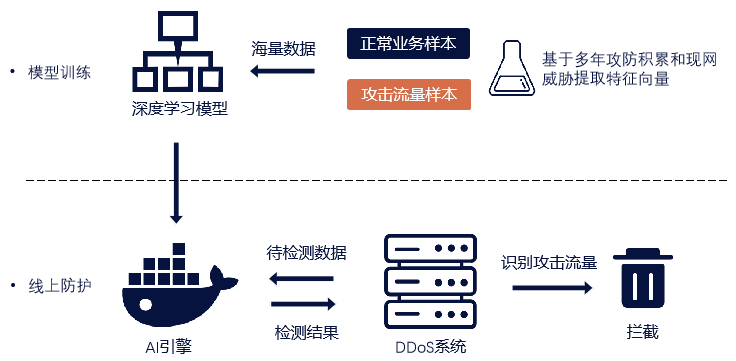 海量数据
正常业务样本
基于多年攻防积累和现网
威胁提取特征向量
• 模型训练
攻击流量样本
深度学习模型
待检测数据
识别攻击流量
• 线上防护
检测结果
拦截
AI引擎
DDoS系统